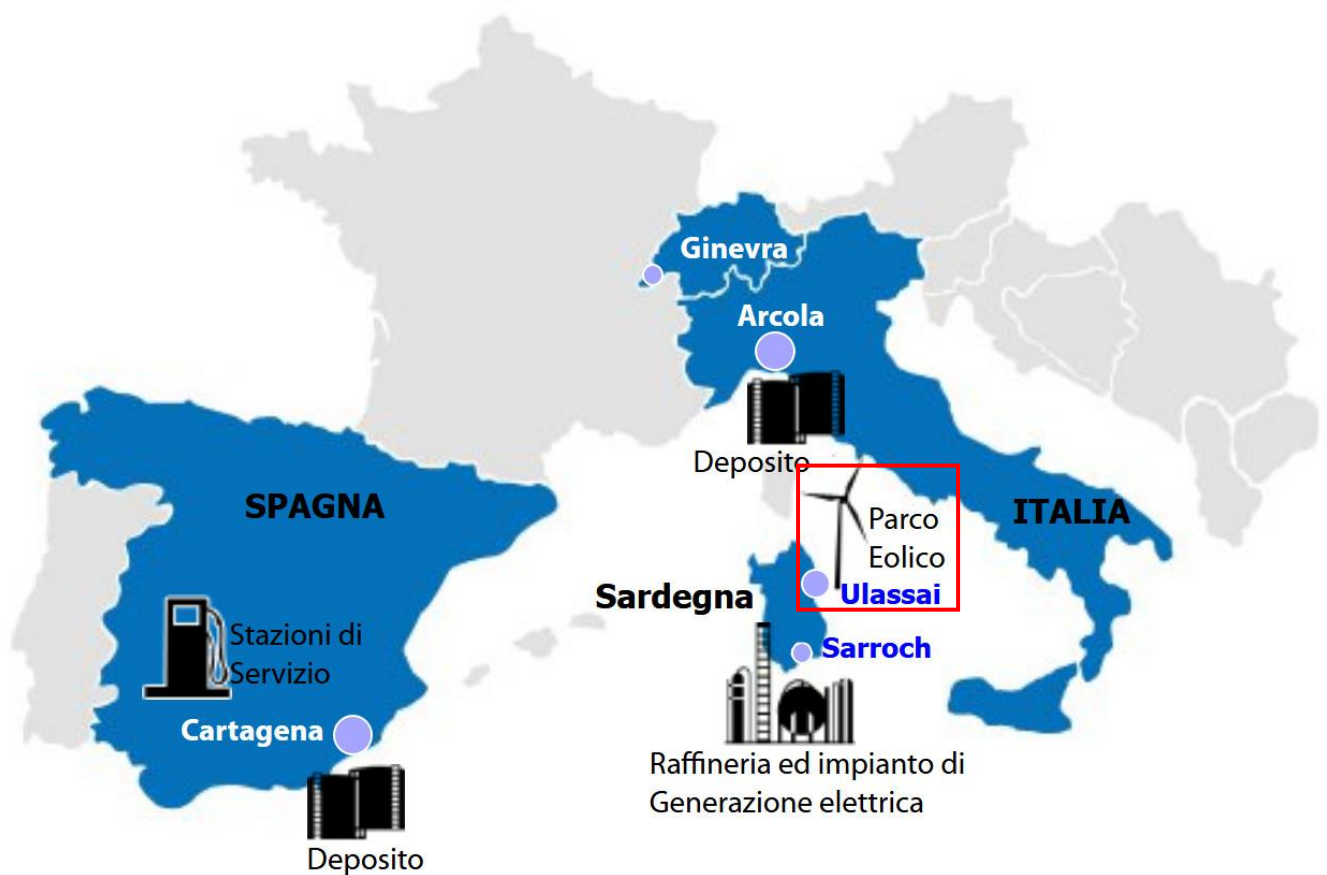 Ginevra
Arcola
Deposito
SPAGNA
ITALIA
Parco
Eolico
Ulassai
Sardegna
Stazioni di
Servizio
Sarroch
Cartagena
Raffineria ed impianto di
Generazione elettrica
Deposito